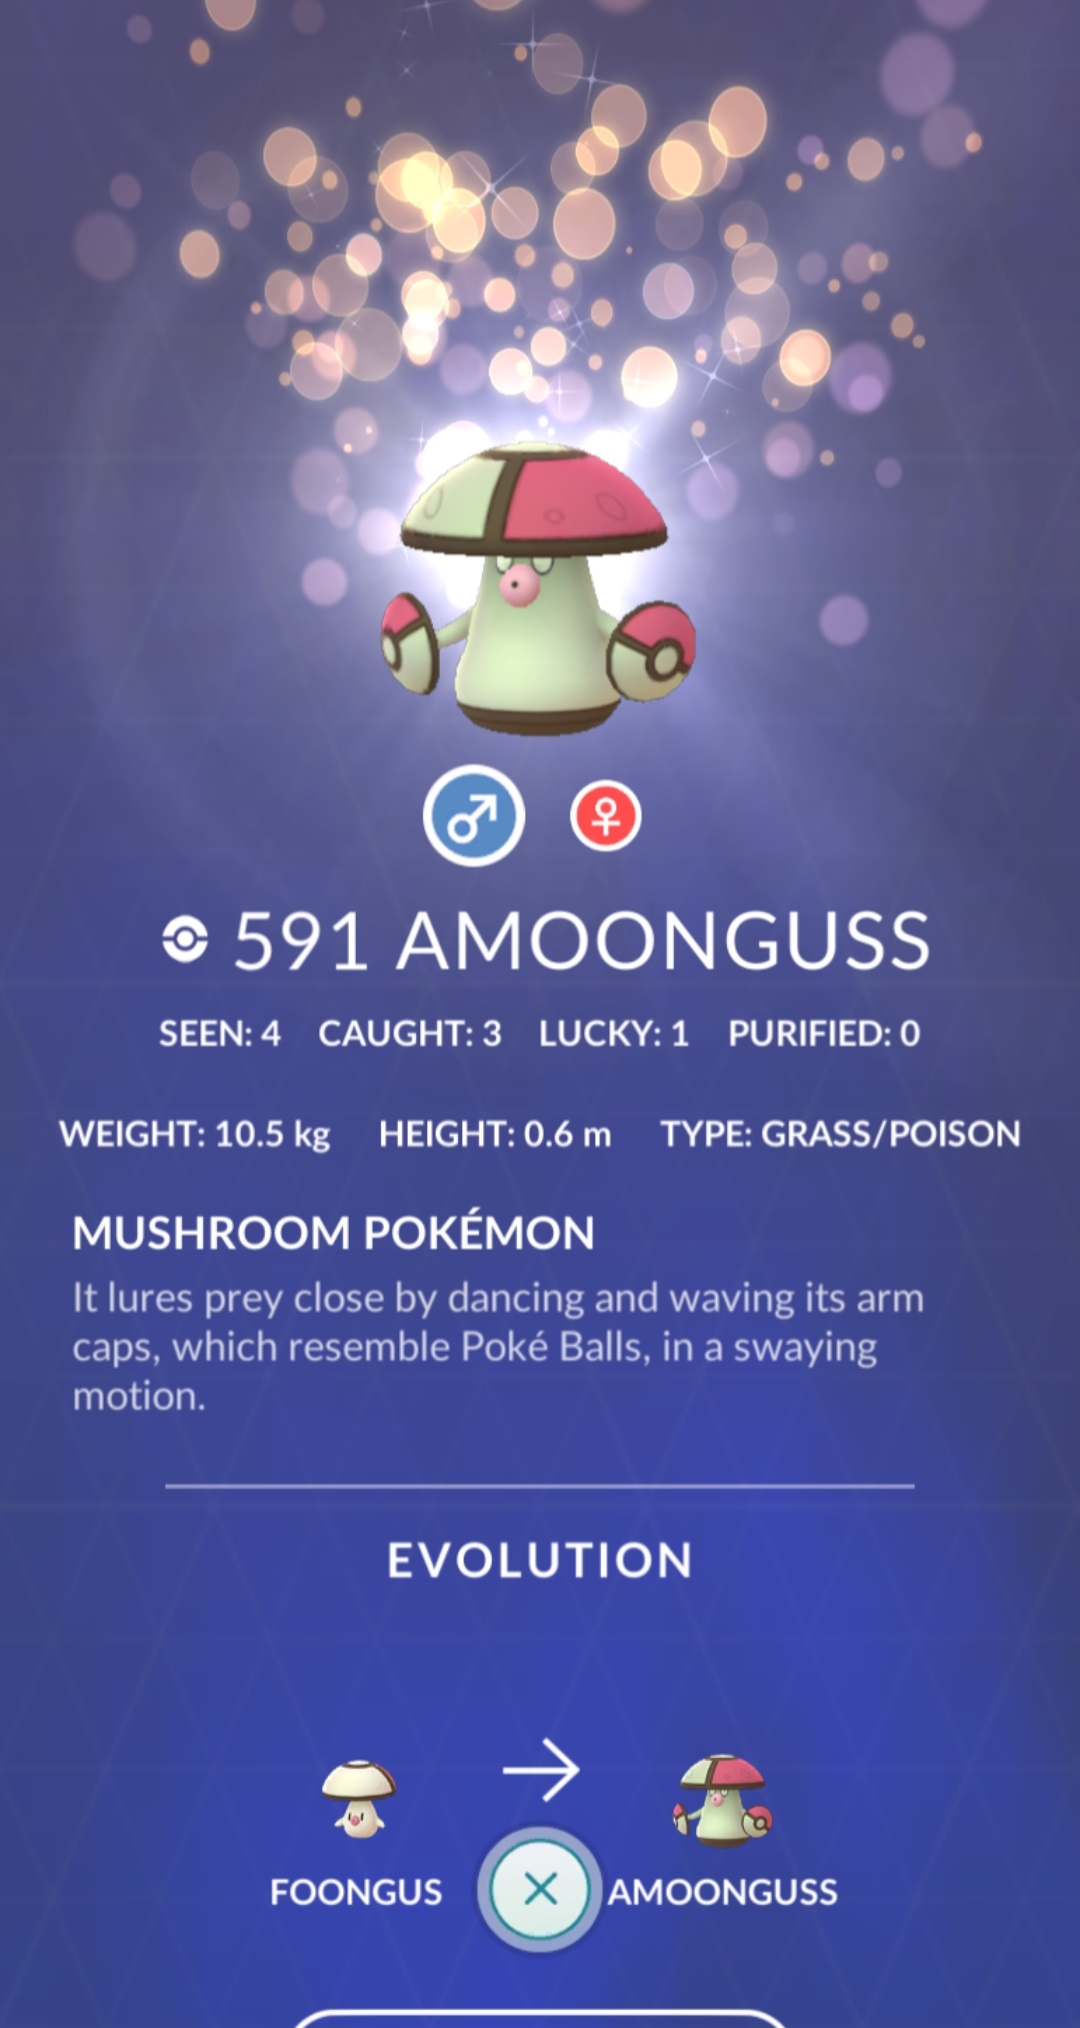 591 AMOONGUSS
SEEN: 4 CAUGHT: 3 LUCKY: 1 PURIFIED: 0
WEIGHT: 10.5 kg HEIGHT: 0.6 m TYPE: GRASS/POISON
MUSHROOM POKÉMON
It lures prey close by dancing and waving its arm
caps, which resemble Poké Balls, in a swaying
motion.
EVOLUTION
FOONGUS AMOONGUSS